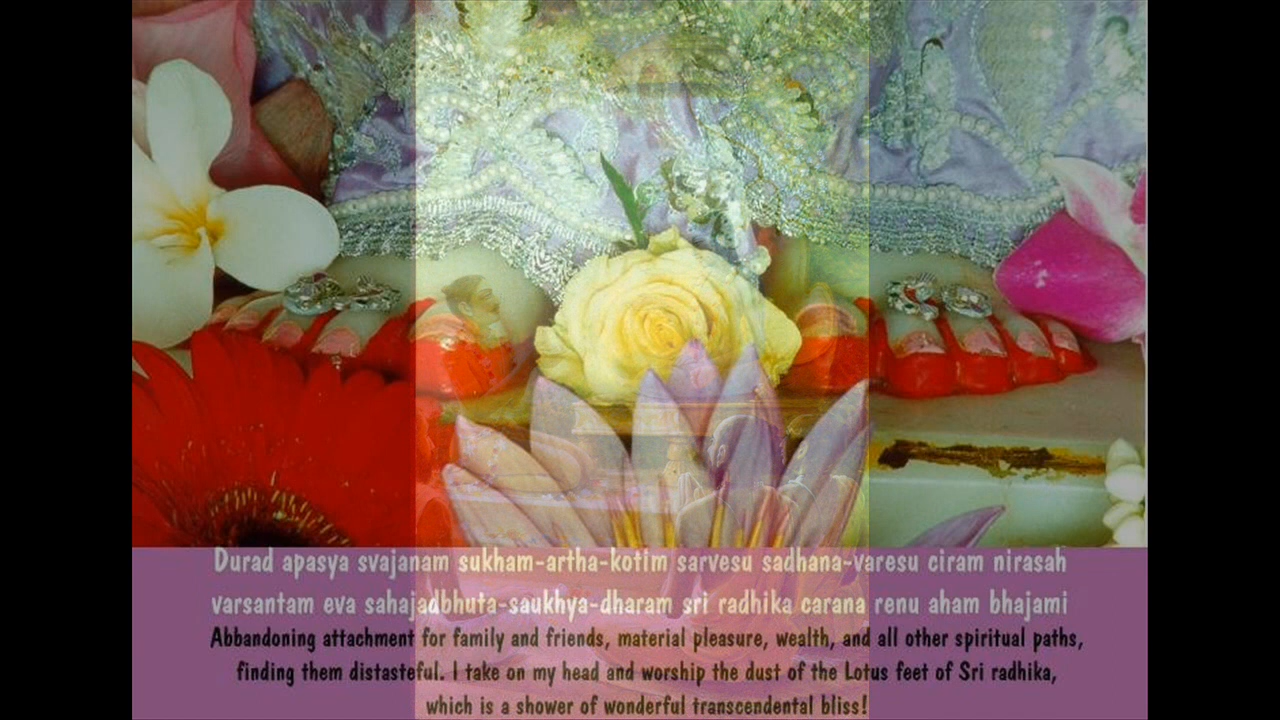 Durad apasya svajanam sukham-artha-kotim sarvesu sadhana-varesu ciram nirasah
varsantam eva sahajadbhuta-saukhya-dharam sri radhika carana renu aham bhajami
Abbandoning attachment for family and friends, material pleasure, wealth, and all other spiritual paths,
finding them distasteful. I take on my head and worship the dust of the Lotus feet of Sri radhika,
which is a shower of wonderful transcendental bliss!